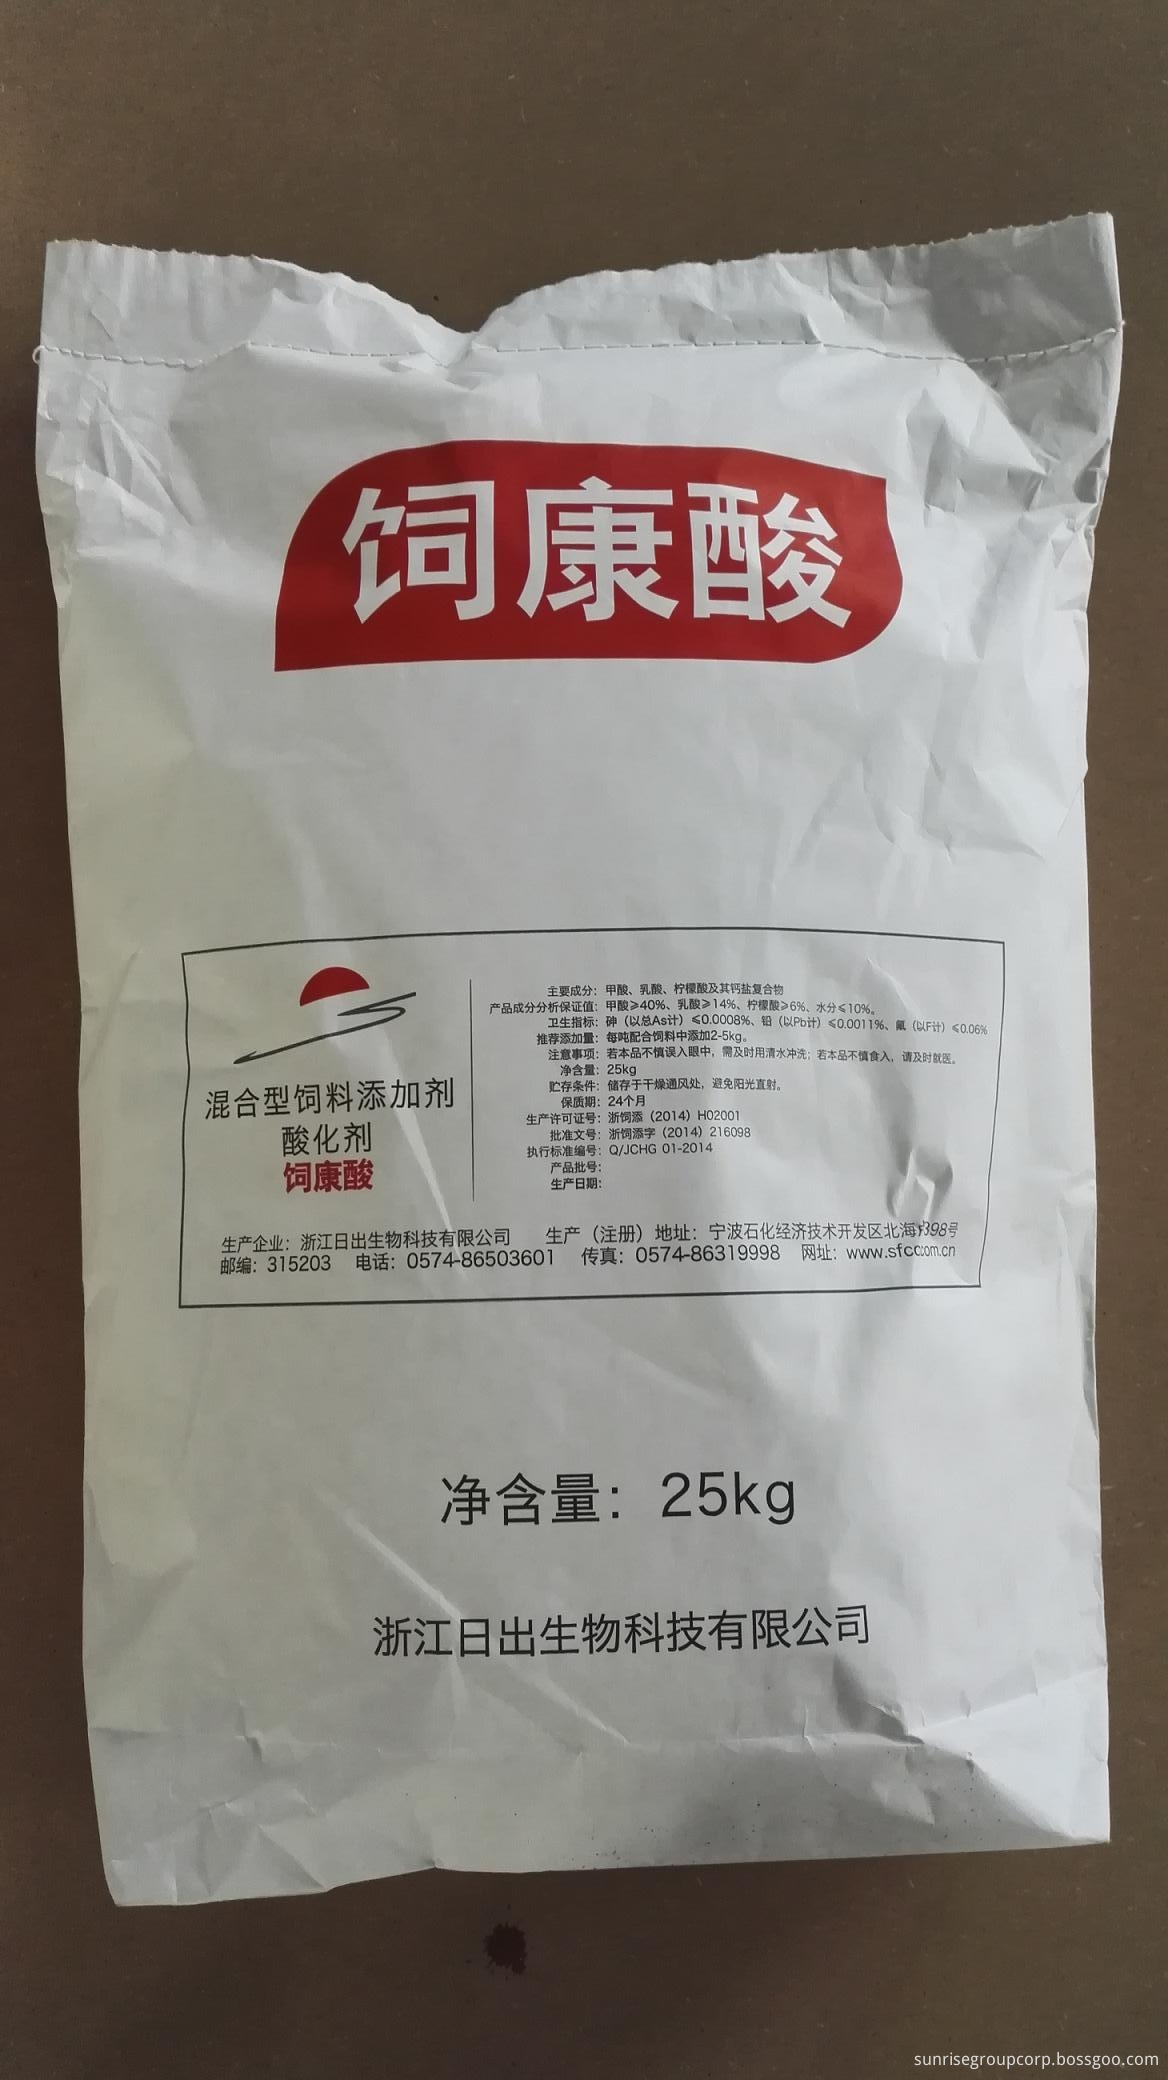 饲康酸
混合型饲料添加剂
酸化剂
饲康酸
主要成分：甲酸、乳酸、柠檬酸及其钙盐复合物
产品成分分析保证值：甲酸≥40%、乳酸≥14%、柠檬酸≥6%、水分≤10%。
卫生指标：砷（以总As计）≤0.0008%、铅（以Pb计）≤0.0011%、氟（以F计）≤0.06%
推荐添加量：每吨配合饲料中添加2-5kg。
注意事项：若本品不慎误入眼中，需及时用清水冲洗；若本品不慎食入，请及时就医。
净含量：25kg
贮存条件：储存于干燥通风处，避免阳光直射。
保质期：24个月
生产许可证号：浙饲添（2014）H02001
批准文号：浙饲添字（2014）216098
执行标准编号：Q/JCHG 01-2014
产品批号：
生产日期：
生产企业：浙江日出生物科技有限公司 生产（注册）地址：宁波石化经济技术开发区北海路398号
邮编：315203 电话：0574-86503601 传真：0574-86319998 网址：www.sfcc.com.cn
净含量：25kg
浙江日出生物科技有限公司
sunrisegroupcorp.bossgoo.com